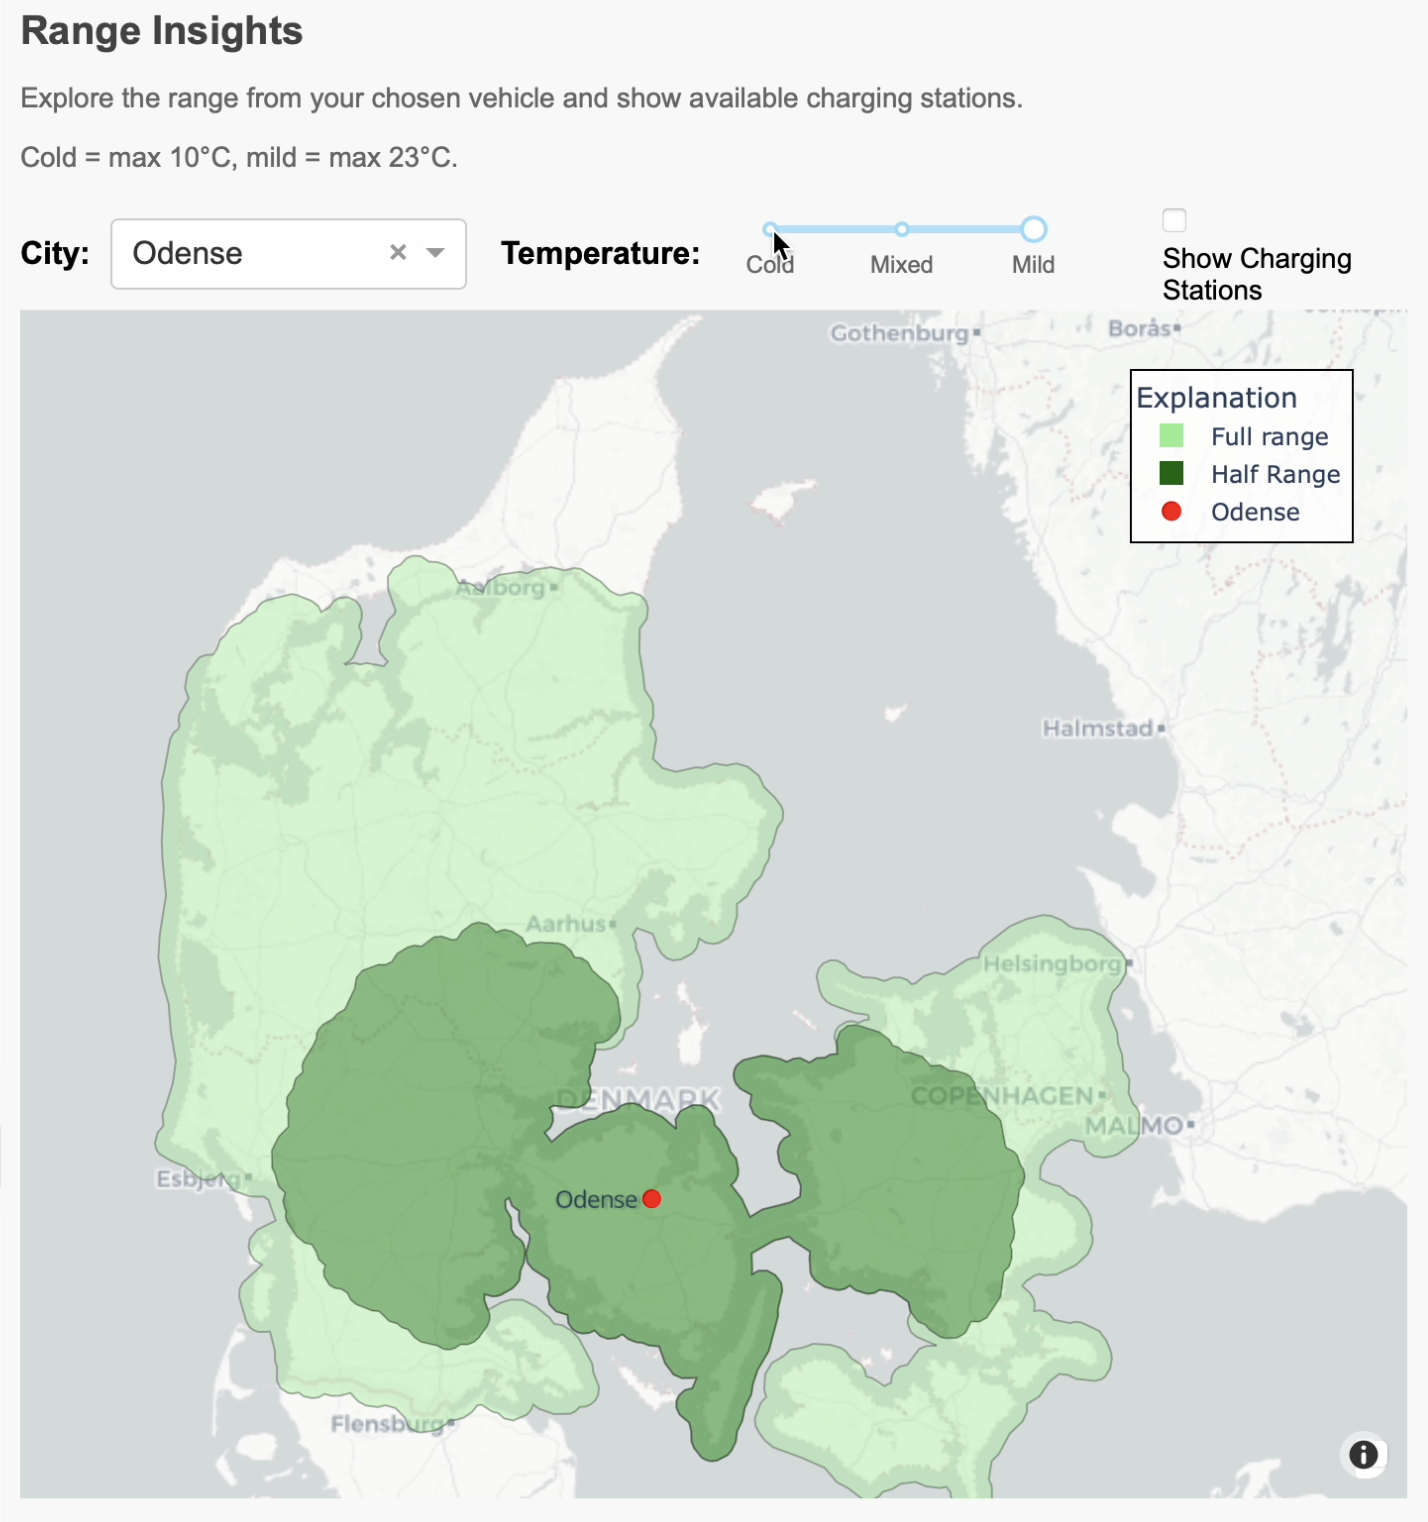 Range Insights
Explore the range from your chosen vehicle and show available charging stations.
Cold = max 10°C, mild = max 23°C.
City:
Odense
Temperature:
Cold
Mixed
Mild
Show Charging
Stations
Gothenburg
Borås
Explanation
Full range
Half Range
Odense
Aalborg
Halmstad
Aarhus
Helsingborg
DENMARK
COPENHAGEN
MALMO
Esbjerg
Odense
Flensburg